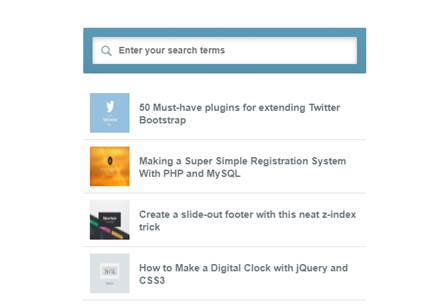 Enter your search terms
50 Must-have plugins for extending Twitter
Bootstrap
Making a Super Simple Registration System
With PHP and MySQL
Create a slide-out footer with this neat z-index
trick
How to Make a Digital Clock with jQuery and
CSS3